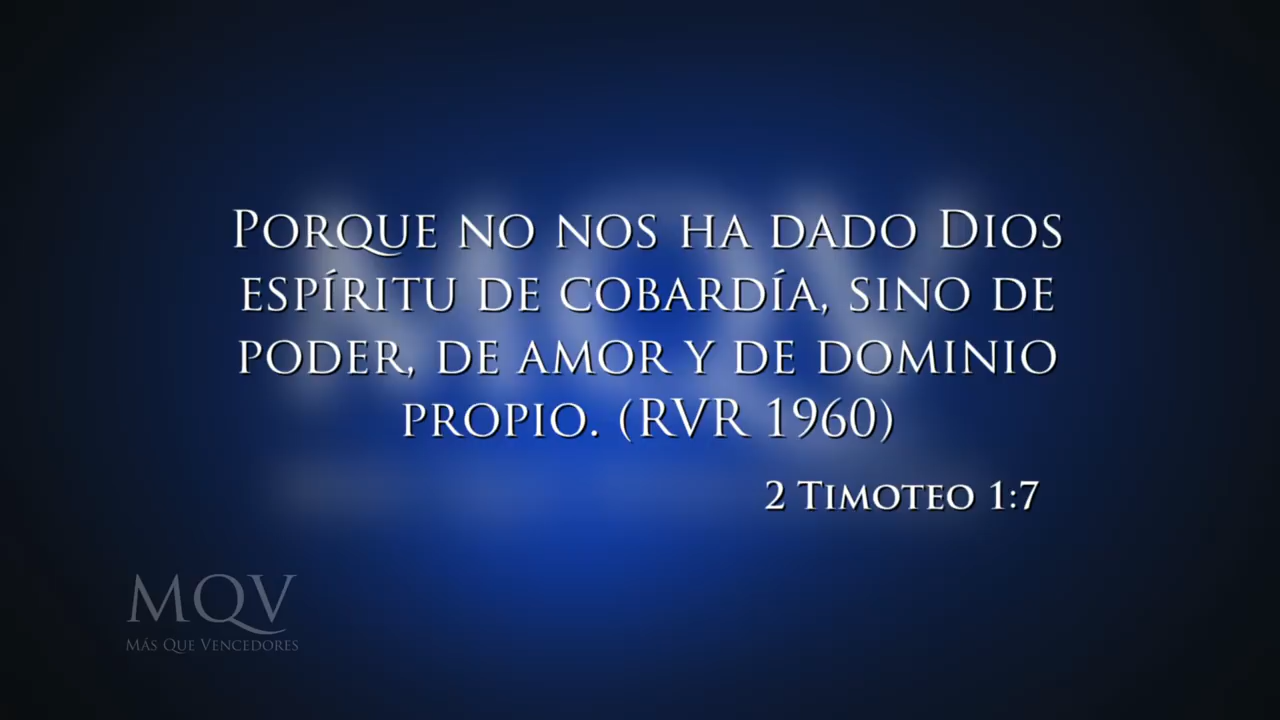 Porque no nos ha dado Dios
espíritu de cobardía, sino de
poder, de amor y de dominio
propio. (RVR 1960)
2 Timoteo 1:7
MQV
Más Que Vencedores